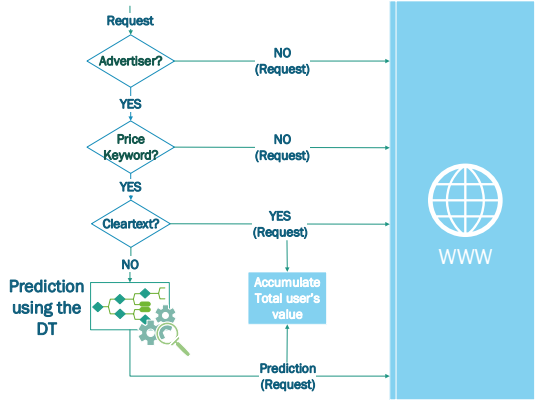 Request
Advertiser?
NO
(Request)
YES
Price
Keyword?
NO
(Request)
YES
Cleartext?
YES
(Request)
WWW
NO
Prediction
using the
DT
Accumulate
Total user's
value
Prediction
(Request)